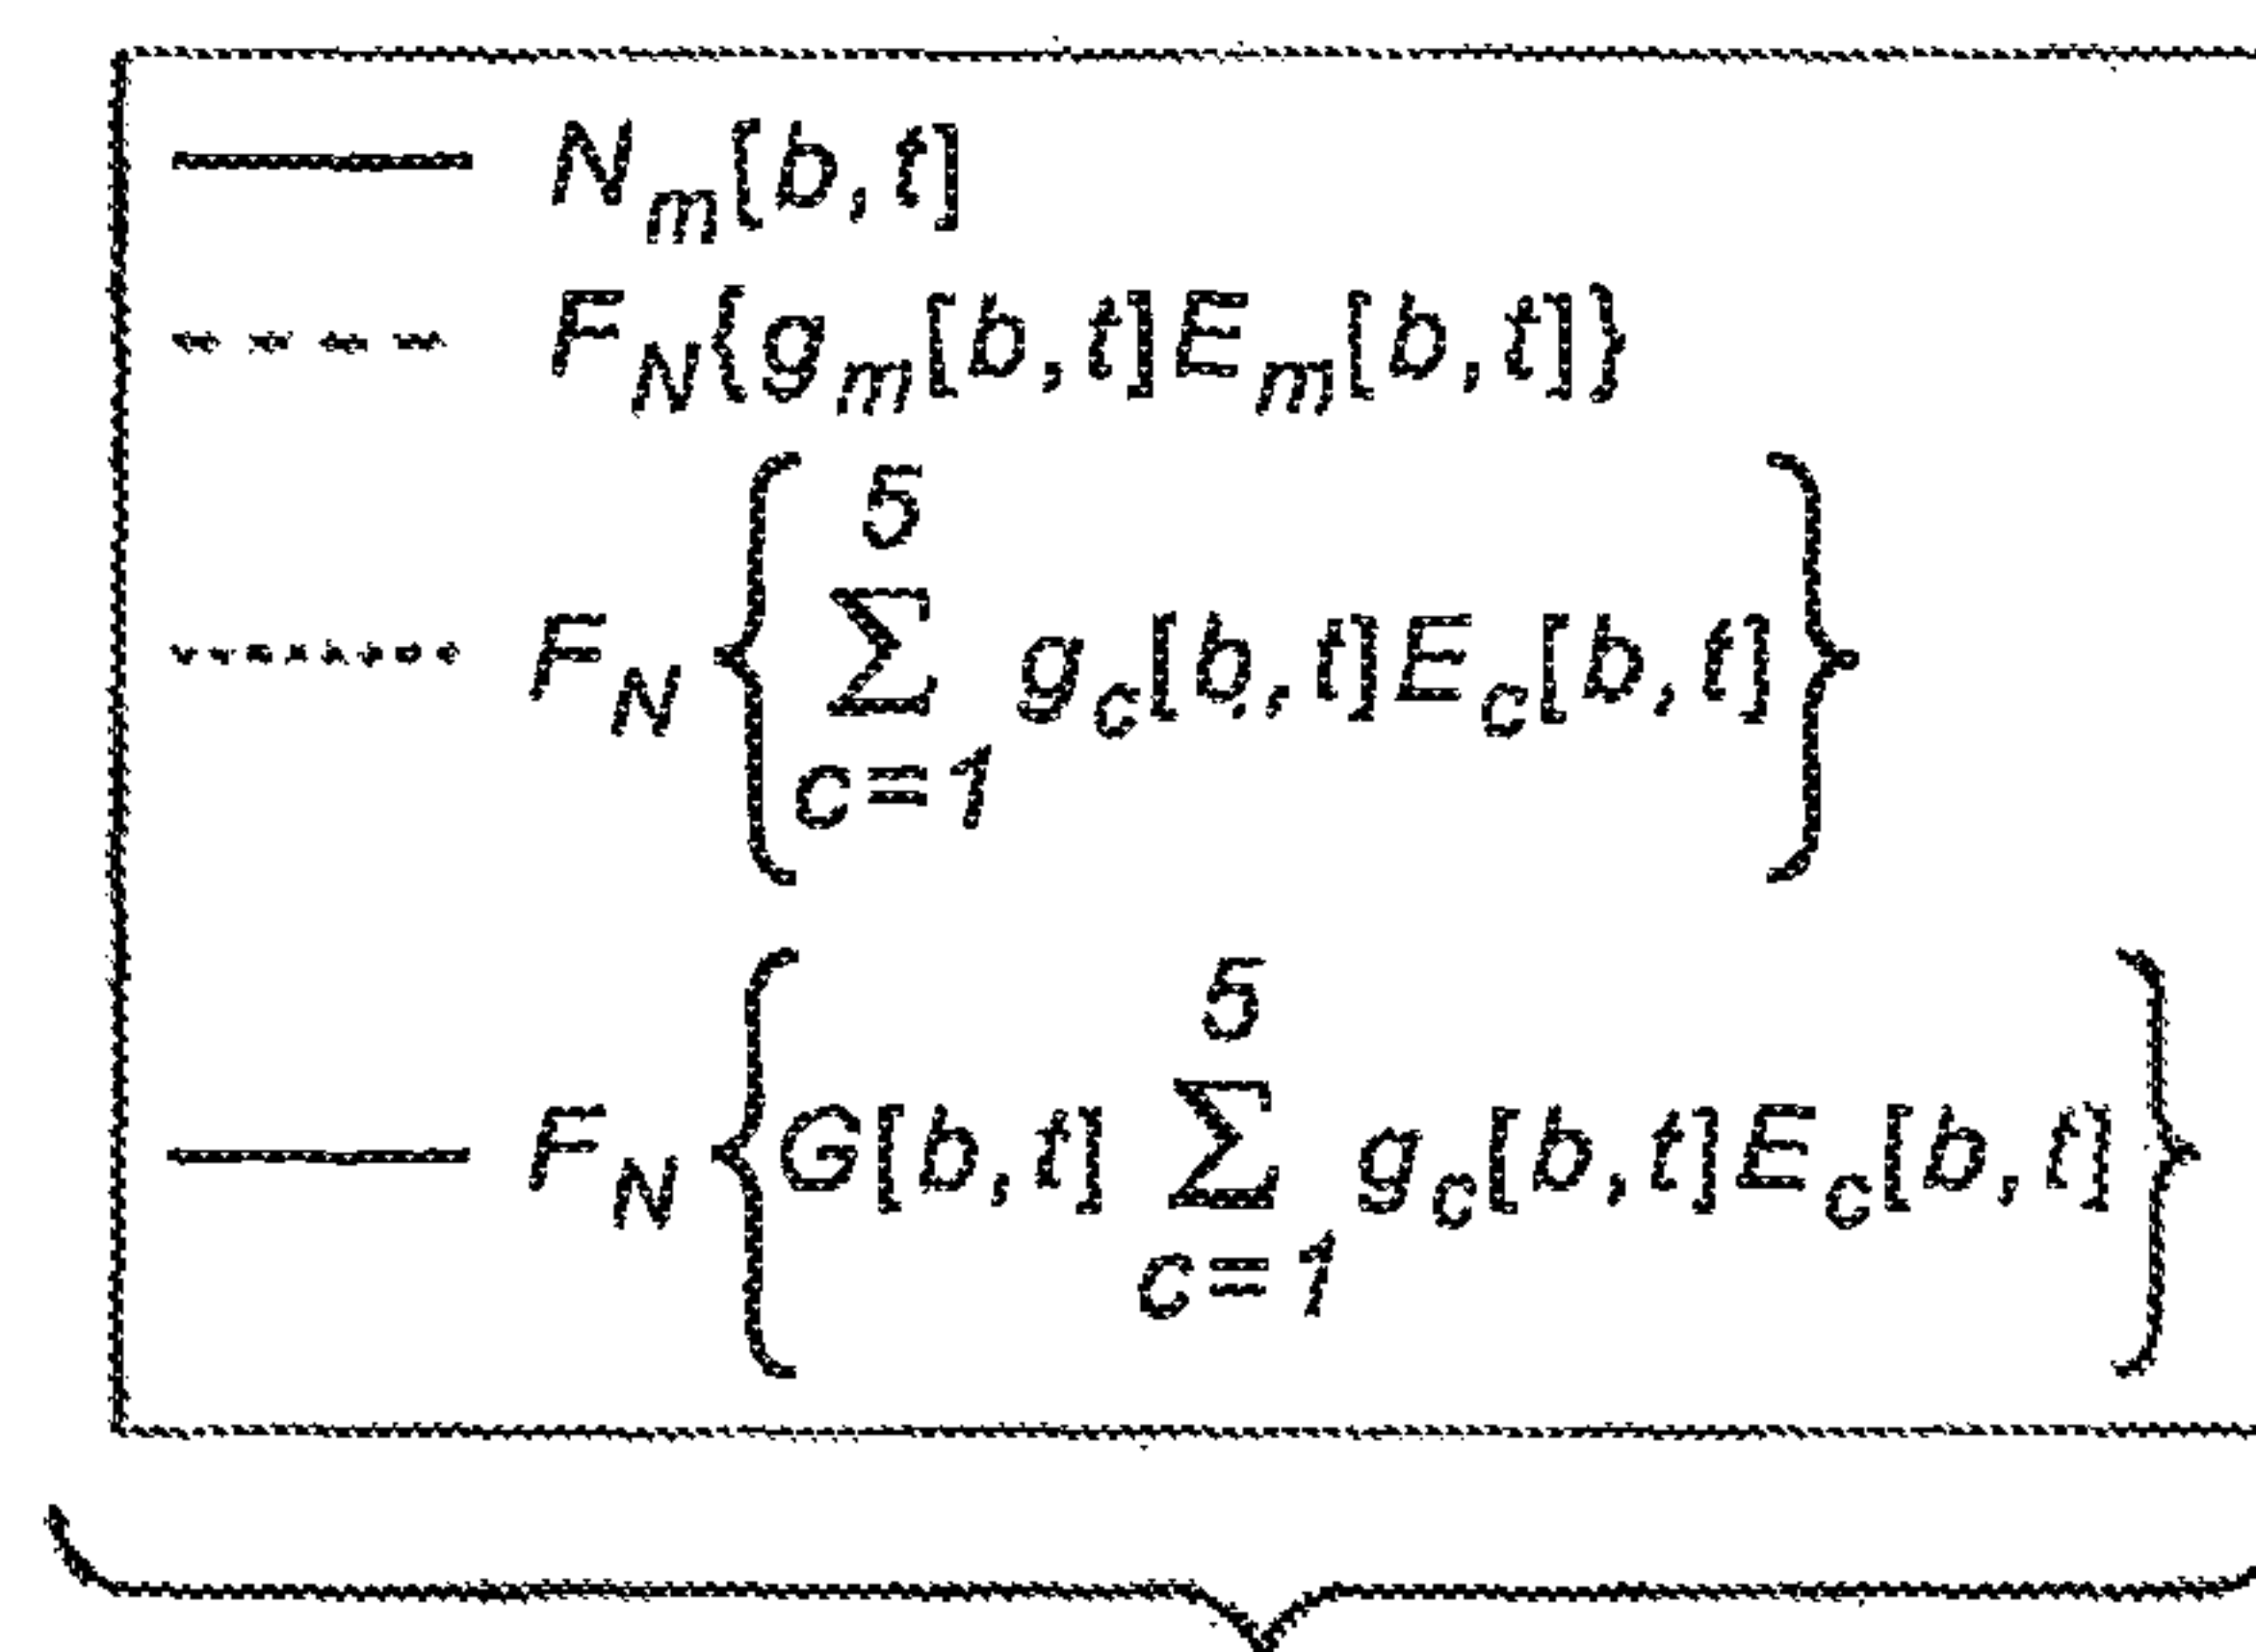 N_m[b,t]
F_N{g_m[b,t]E_m[b,t]}
F_N{∑_{c=1}^{5} g_c[b,t]E_c[b,t]}
F_N{G[b,t] ∑_{c=1}^{5} g_c[b,t]E_c[b,t]}